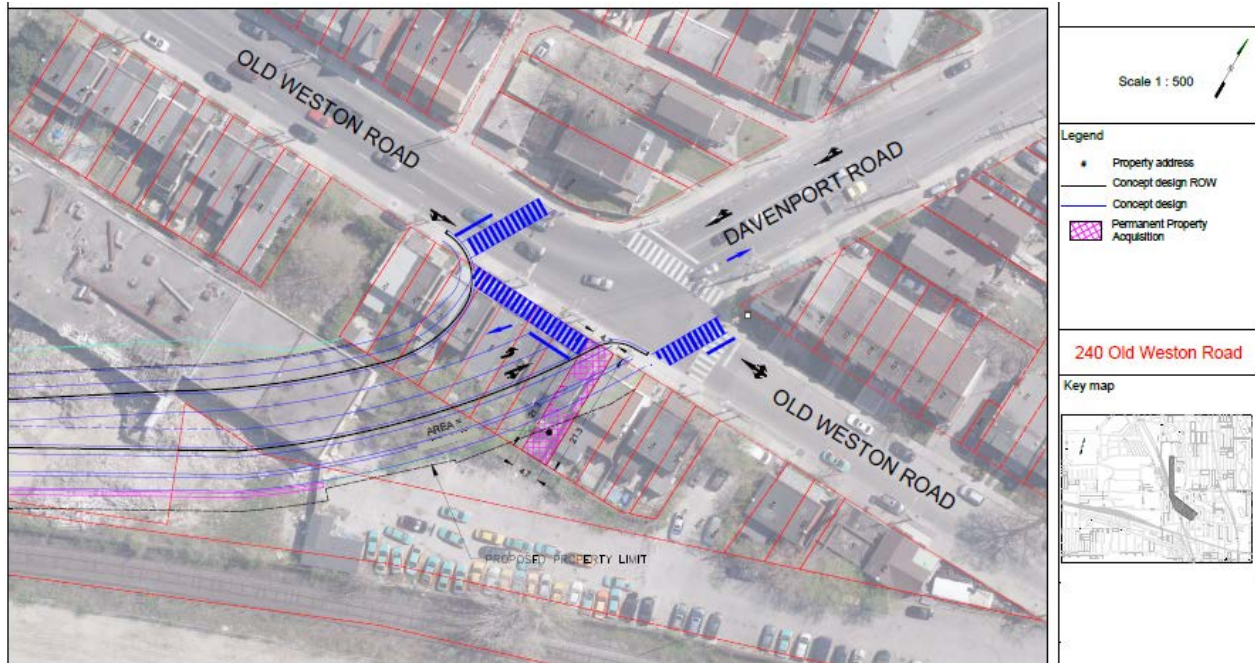 OLD WESTON ROAD
DAVENPORT ROAD
OLD WESTON ROAD
AREA =
21.3
4.7
PROPOSED PROPERTY LIMIT
Scale 1 : 500
Legend
Property address
Concept design ROW
Concept design
Permanent Property
Acquisition
240 Old Weston Road
Key map